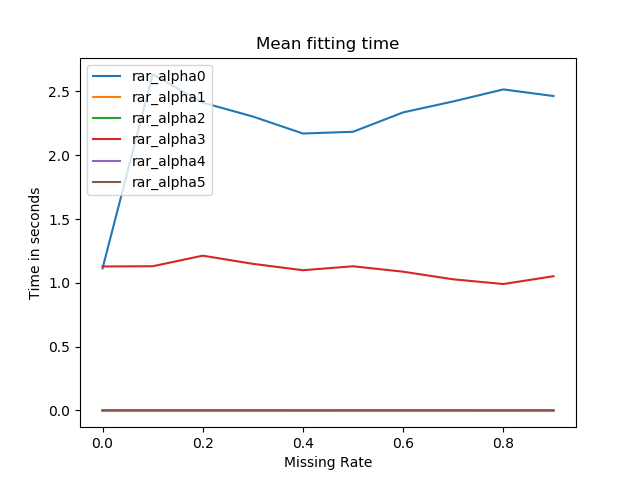 Mean fitting time
rar_alpha0
rar_alpha1
rar_alpha2
rar_alpha3
rar_alpha4
rar_alpha5
2.5
2.0
1.5
1.0
0.5
0.0
Time in seconds
0.0 0.2 0.4 0.6 0.8
Missing Rate